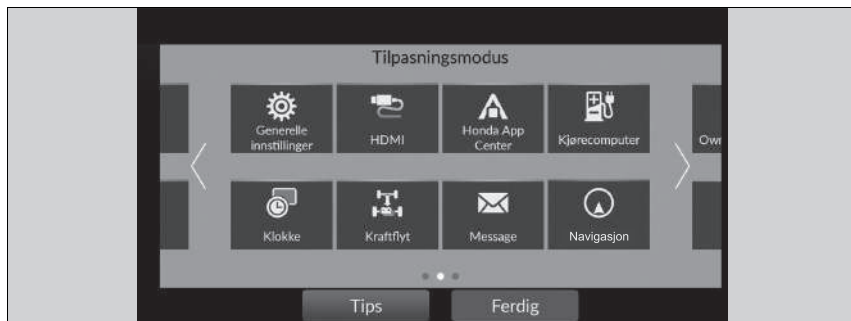 Tilpasningsmodus
Generelle
innstillinger
HDMI
Honda App
Center
Kjørecomputer
Klokke
Kraftflyt
Message
Navigasjon
Tips
Ferdig